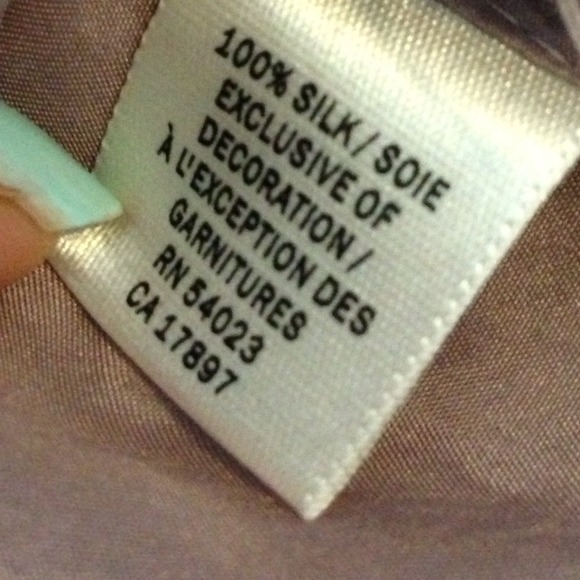 100% SILK / SOIE
EXCLUSIVE OF
DECORATION /
À L'EXCEPTION DES
GARNITURES
RN 54023
CA 17897